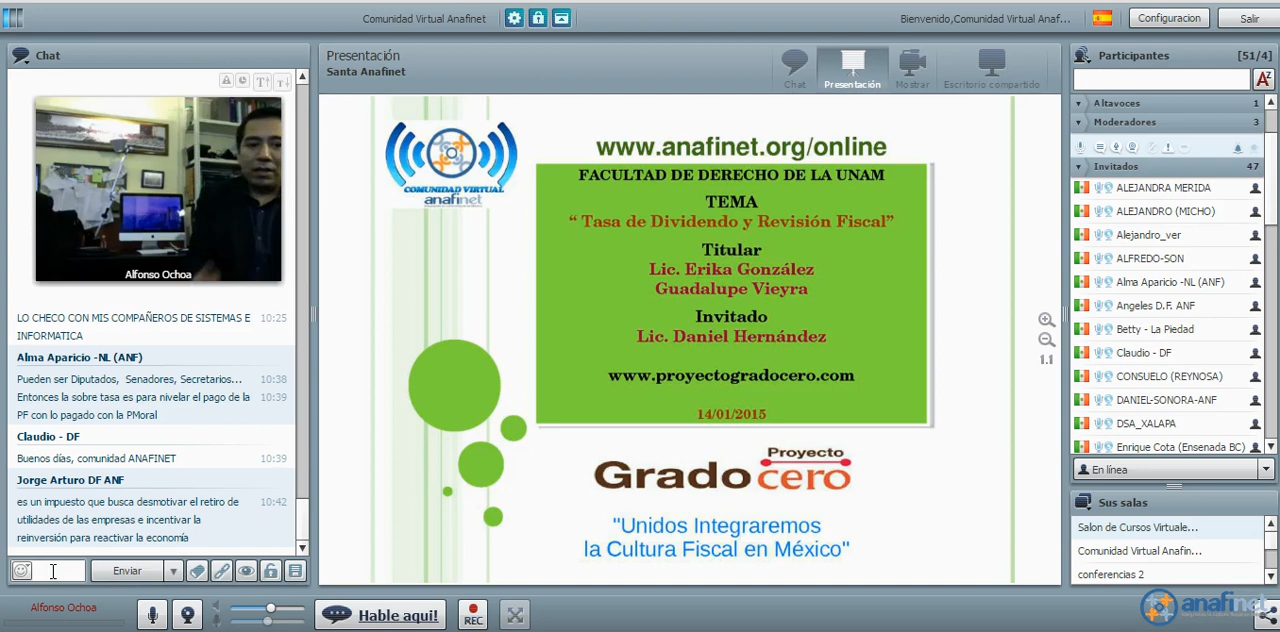 Comunidad Virtual Anafinet
Bienvenido,Comunidad Virtual Anaf...
Configuracion
Salir
Chat
Alfonso Ochoa
LO CHECO CON MIS COMPAÑEROS DE SISTEMAS E 10:25
INFORMATICA
Alma Aparicio -NL (ANF)
Pueden ser Diputados, Senadores, Secretarios... 10:38
Entonces la sobre tasa es para nivelar el pago de la 10:39
PF con lo pagado con la PMoral
Claudio - DF
Buenos días, comunidad ANAFINET 10:39
Jorge Arturo DF ANF
es un impuesto que busca desmotivar el retiro de 10:42
utilidades de las empresas e incentivar la
reinversión para reactivar la economía
Enviar
Presentación
Santa Anafinet
Chat
Presentación
Mostrar
Escritorio compartido
COMUNIDAD VIRTUAL
anafinet
www.anafinet.org/online
FACULTAD DE DERECHO DE LA UNAM
TEMA
“ Tasa de Dividendo y Revisión Fiscal”
Titular
Lic. Erika González
Guadalupe Vieyra
Invitado
Lic. Daniel Hernández
www.proyectogradocero.com
14/01/2015
Proyecto
Grado cero
"Unidos Integraremos
la Cultura Fiscal en México"
1.1
Participantes [51/4]
AZ
Altavoces 1
Moderadores 3
Invitados 47
ALEJANDRA MERIDA
ALEJANDRO (MICHO)
Alejandro_ver
ALFREDO-SON
Alma Aparicio -NL (ANF)
Angeles D.F. ANF
Betty - La Piedad
Claudio - DF
CONSUELO (REYNOSA)
DANIEL-SONORA-ANF
DSA_XALAPA
Enrique Cota (Ensenada BC)
En línea
Sus salas
Salon de Cursos Virtuale...
Comunidad Virtual Anafin...
conferencias 2
Alfonso Ochoa
Hable aqui!
REC
anafinet